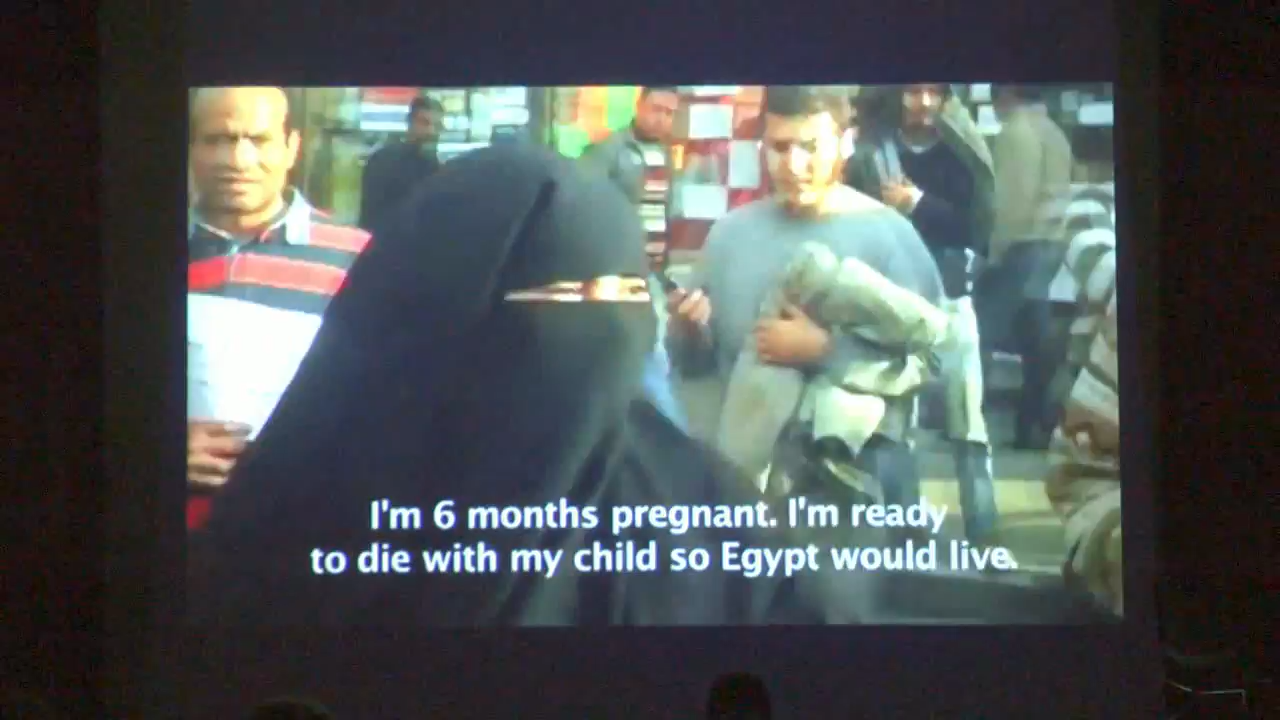 I'm 6 months pregnant. I'm ready
to die with my child so Egypt would live.